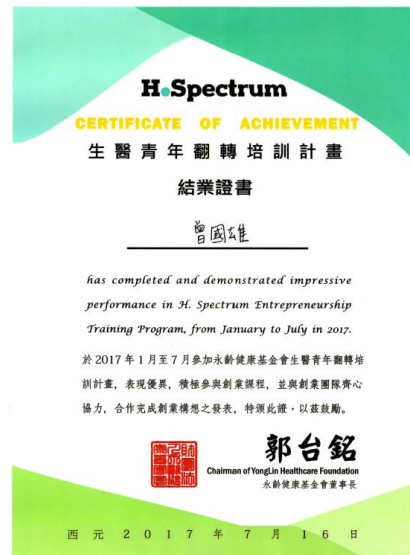 H.Spectrum
CERTIFICATE OF ACHIEVEMENT
生醫青年翻轉培訓計畫
結業證書
曾國雄
has completed and demonstrated impressive
performance in H. Spectrum Entrepreneurship
Training Program, from January to July in 2017.
於2017年1月至7月參加永齡健康基金會生醫青年翻轉培
訓計畫，表現優異，積極參與創業課程，並與創業團隊齊心
協力，合作完成創業構想之發表，特頒此證，以茲鼓勵。
郭台銘
Chairman of YongLin Healthcare Foundation
永齡健康基金會董事長
西元2017年7月16日